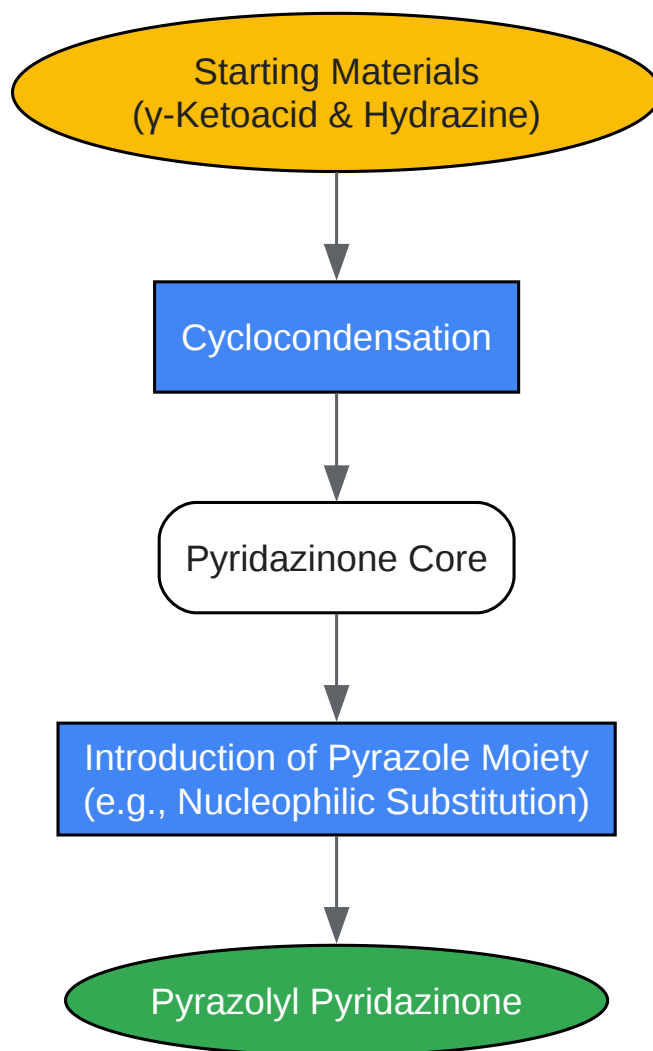 Starting Materials
(γ-Ketoacid & Hydrazine)
Cyclocondensation
Pyridazinone Core
Introduction of Pyrazole Moiety
(e.g., Nucleophilic Substitution)
Pyrazolyl Pyridazinone